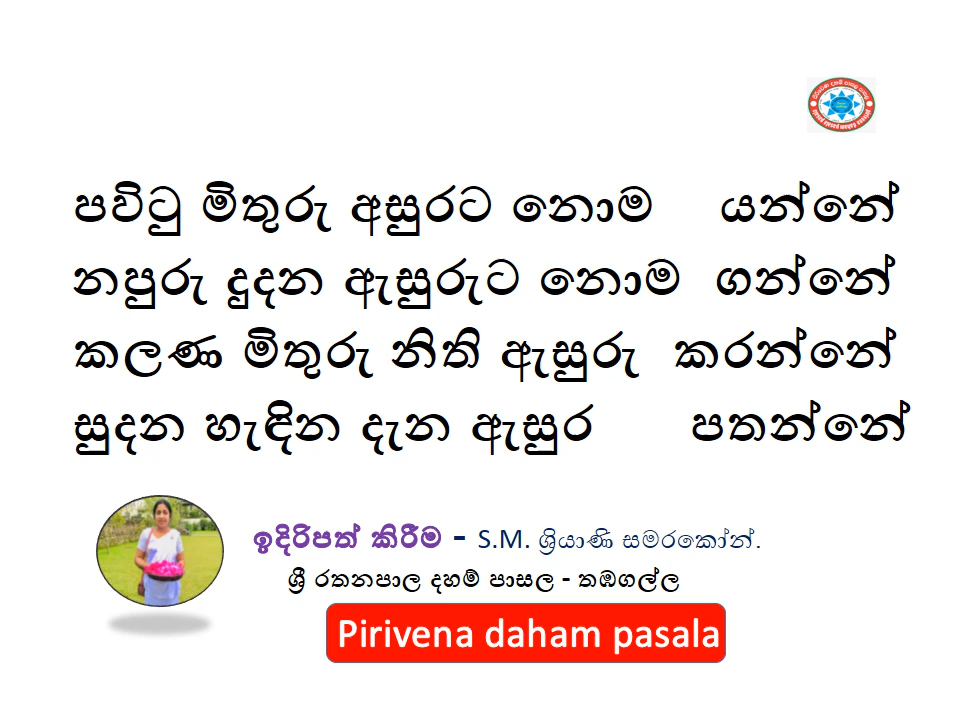 පවිටු මිතුරු අසුරට නොම යන්නේ
නපුරු දුදන ඇසුරුට නොම ගන්නේ
කලණ මිතුරු නිති ඇසුරු කරන්නේ
සුදන හැඳින දැන ඇසුර පතන්නේ
ඉදිරිපත් කිරීම - S.M. ශ්‍රියාණි සමරකෝන්.
ශ්‍රී රතනපාල දහම් පාසල - තඹගල්ල
Pirivena daham pasala